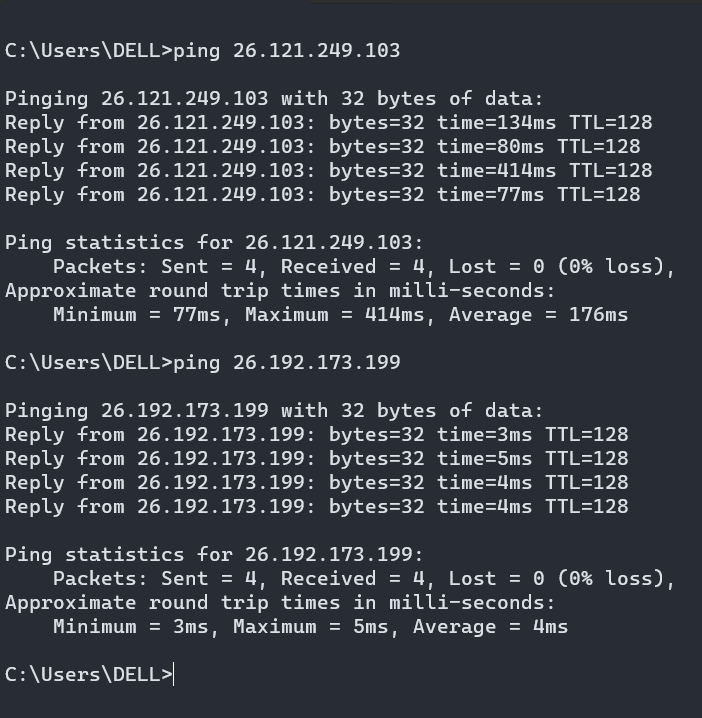 C:\Users\DELL>ping 26.121.249.103
Pinging 26.121.249.103 with 32 bytes of data:
Reply from 26.121.249.103: bytes=32 time=134ms TTL=128
Reply from 26.121.249.103: bytes=32 time=80ms TTL=128
Reply from 26.121.249.103: bytes=32 time=414ms TTL=128
Reply from 26.121.249.103: bytes=32 time=77ms TTL=128
Ping statistics for 26.121.249.103:
    Packets: Sent = 4, Received = 4, Lost = 0 (0% loss),
Approximate round trip times in milli-seconds:
    Minimum = 77ms, Maximum = 414ms, Average = 176ms
C:\Users\DELL>ping 26.192.173.199
Pinging 26.192.173.199 with 32 bytes of data:
Reply from 26.192.173.199: bytes=32 time=3ms TTL=128
Reply from 26.192.173.199: bytes=32 time=5ms TTL=128
Reply from 26.192.173.199: bytes=32 time=4ms TTL=128
Reply from 26.192.173.199: bytes=32 time=4ms TTL=128
Ping statistics for 26.192.173.199:
    Packets: Sent = 4, Received = 4, Lost = 0 (0% loss),
Approximate round trip times in milli-seconds:
    Minimum = 3ms, Maximum = 5ms, Average = 4ms
C:\Users\DELL>